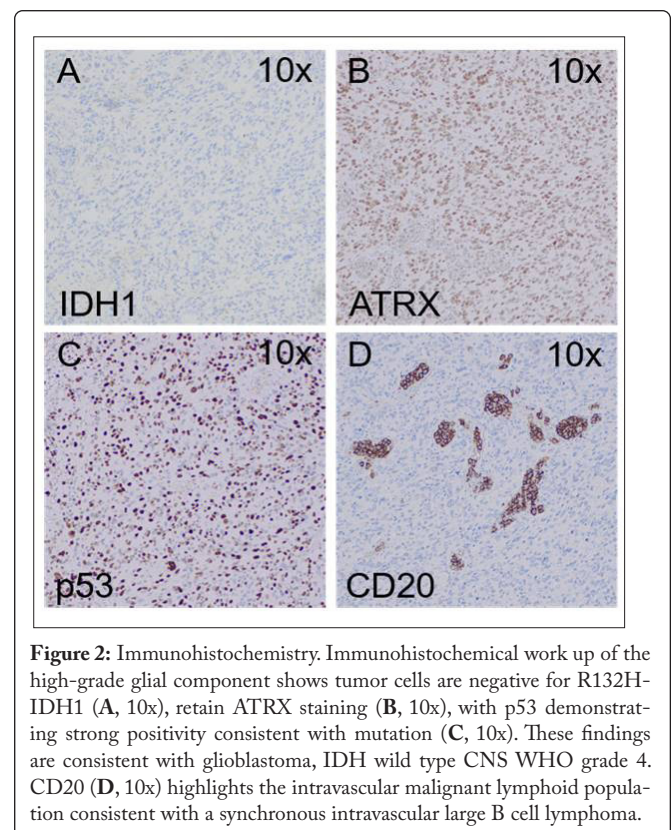 A 10x
B 10x
IDH1
ATRX
C 10x
D 10x
p53
CD20
Figure 2: Immunohistochemistry. Immunohistochemical work up of the
high-grade glial component shows tumor cells are negative for R132H-
IDH1 (A, 10x), retain ATRX staining (B, 10x), with p53 demonstrat-
ing strong positivity consistent with mutation (C, 10x). These findings
are consistent with glioblastoma, IDH wild type CNS WHO grade 4.
CD20 (D, 10x) highlights the intravascular malignant lymphoid popula-
tion consistent with a synchronous intravascular large B cell lymphoma.